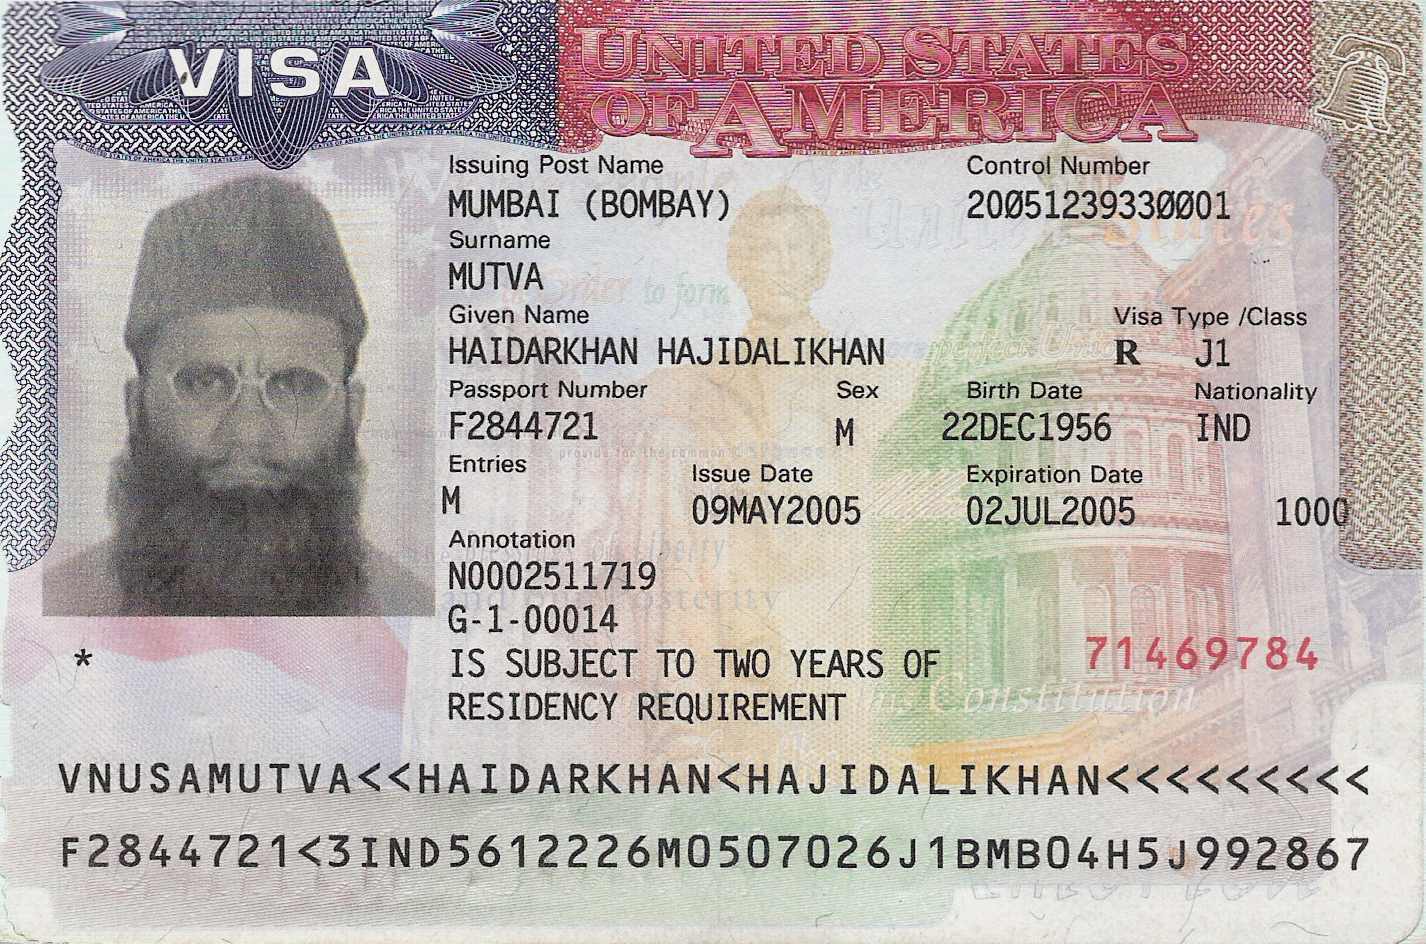 VISA
UNITED STATES
OF AMERICA
Issuing Post Name Control Number
MUMBAI (BOMBAY) 20051239330001
Surname
MUTVA
Given Name Visa Type /Class
HAIDARKHAN HAJIDALIKHAN R J1
Passport Number Sex Birth Date Nationality
F2844721 M 22DEC1956 IND
Entries Issue Date Expiration Date
M 09MAY2005 02JUL2005 1000
Annotation
N0002511719
G-1-00014
IS SUBJECT TO TWO YEARS OF
RESIDENCY REQUIREMENT
* 71469784
VNUSAMUTVA<<HAIDARKHAN<HAJIDALIKHAN<<<<<<<<<
F2844721<3IND5612226M0507026J1BMB04H5J992867